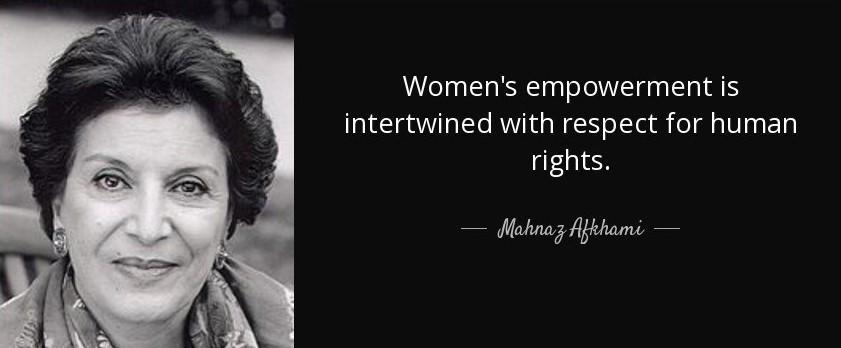 Women's empowerment is
intertwined with respect for human
rights.
Mahnaz Afkhami